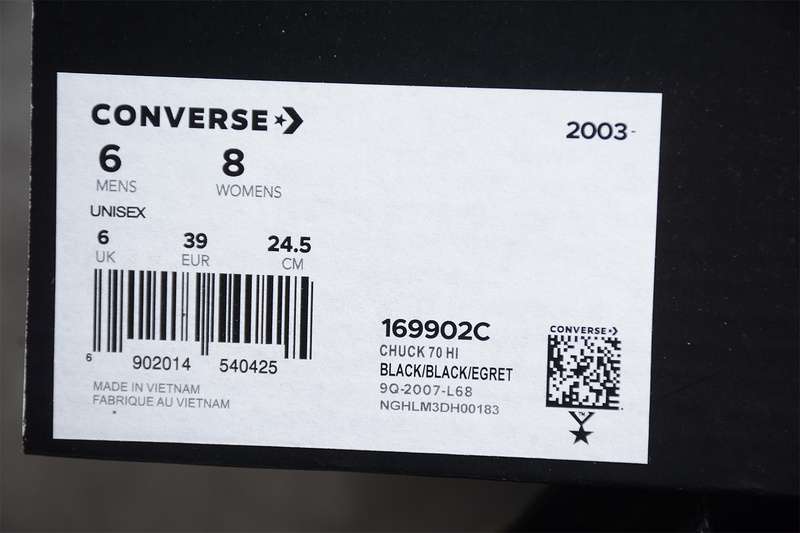 CONVERSE
2003-
6 8
MENS WOMENS
UNISEX
6 39 24.5
UK EUR CM
6 902014 540425
MADE IN VIETNAM
FABRIQUE AU VIETNAM
169902C
CHUCK 70 HI
BLACK/BLACK/EGRET
9Q-2007-L68
NGHLM3DH00183
CONVERSE
TM